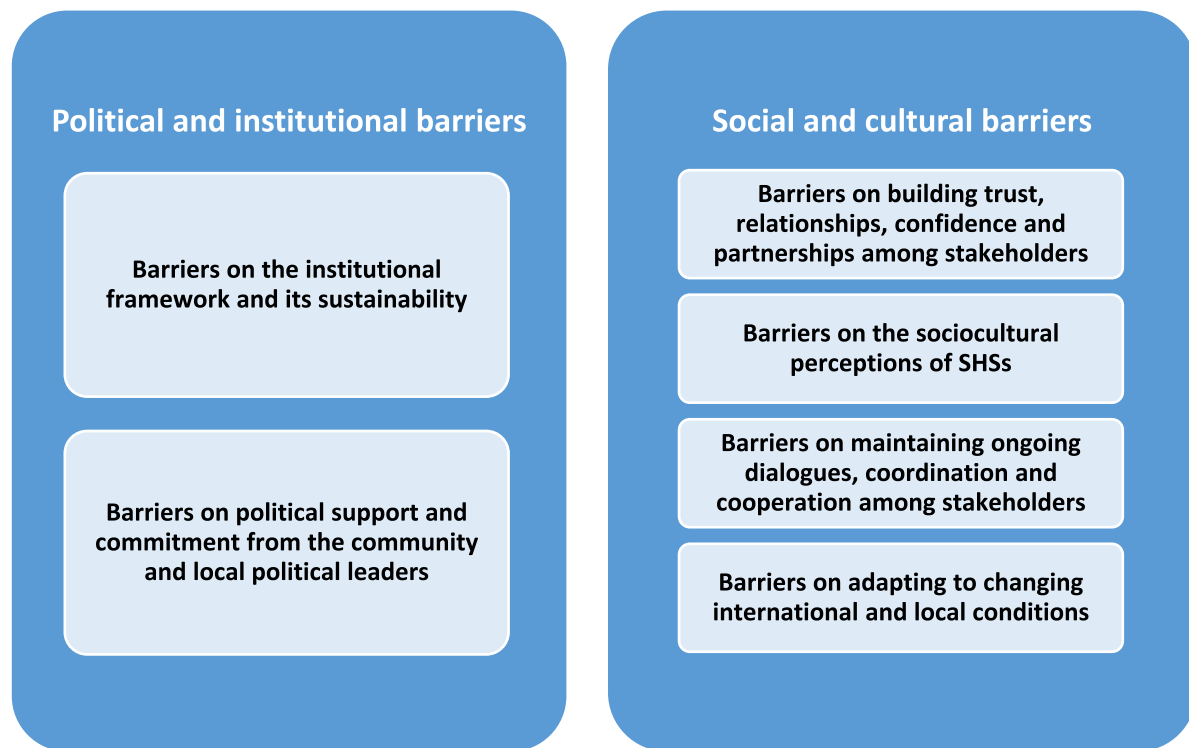 Political and institutional barriers
Barriers on the institutional
framework and its sustainability
Barriers on political support and
commitment from the community
and local political leaders
Social and cultural barriers
Barriers on building trust,
relationships, confidence and
partnerships among stakeholders
Barriers on the sociocultural
perceptions of SHSs
Barriers on maintaining ongoing
dialogues, coordination and
cooperation among stakeholders
Barriers on adapting to changing
international and local conditions